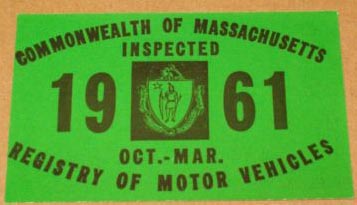 COMMONWEALTH OF MASSACHUSETTS
INSPECTED
19 61
OCT.-MAR.
REGISTRY OF MOTOR VEHICLES